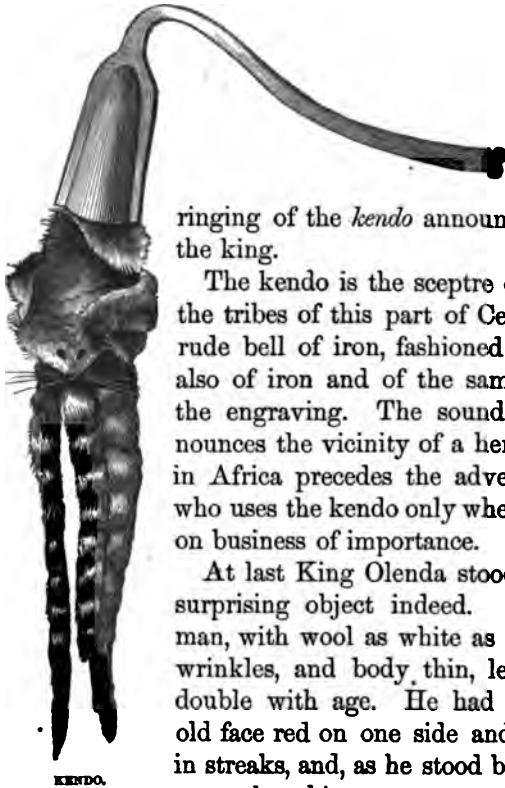 ringing of the kendo announ
the king.
The kendo is the sceptre
the tribes of this part of Ce
rude bell of iron, fashioned
also of iron and of the sam
the engraving. The sound
nounces the vicinity of a her
in Africa precedes the adve
who uses the kendo only whe
on business of importance.
At last King Olenda stood
surprising object indeed.
man, with wool as white as
wrinkles, and body thin, le
double with age. He had
old face red on one side and
in streaks, and, as he stood b
KENDO.